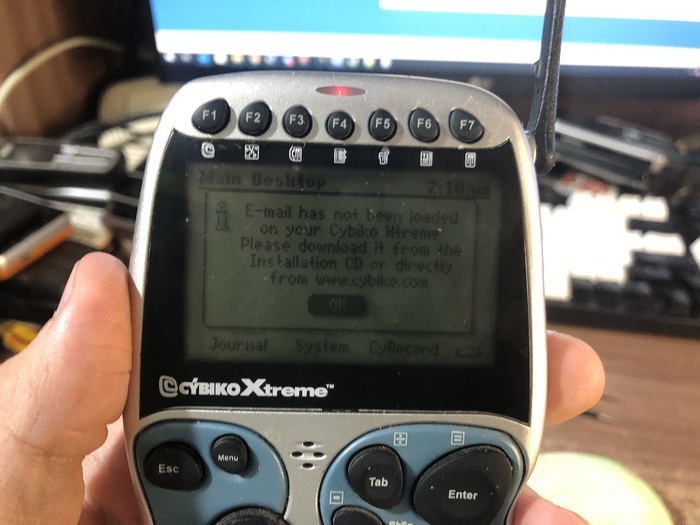 F1 F2 F3 F4 F5 F6 F7
Main Desktop 2:10am
E-mail has not been loaded
on your Cybiko Xtreme
Please download it from the
Installation CD or directly
from www.cybiko.com.
OK
Journal System CyRecord
CYBIKO Xtreme™
Esc Menu
Tab Enter
BkSp